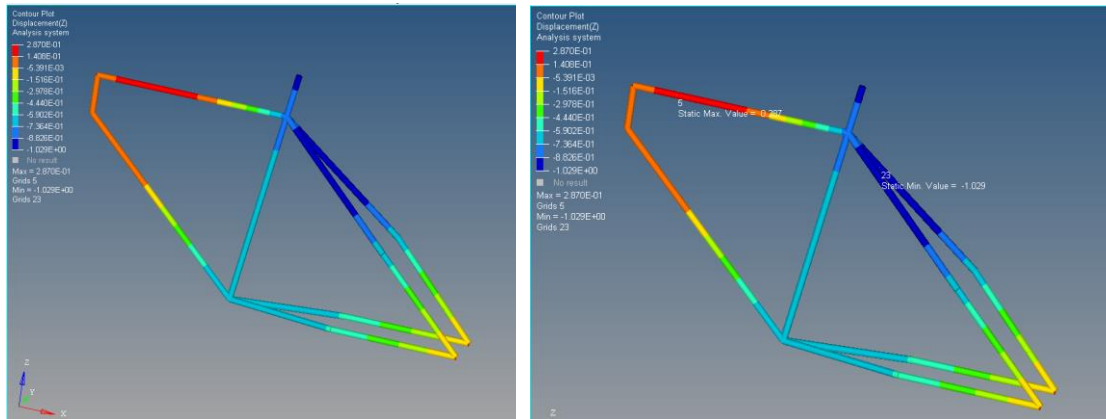 Contour Plot
Displacement(Z)
Analysis system
2.870E-01
1.408E-01
-5.391E-03
-1.516E-01
-2.978E-01
-4.440E-01
-5.902E-01
-7.364E-01
-8.826E-01
-1.029E+00
No result
Max = 2.870E-01
Grids 5
Min = -1.029E+00
Grids 23
Z
Y
X
Contour Plot
Displacement(Z)
Analysis system
2.870E-01
1.408E-01
-5.391E-03
-1.516E-01
-2.978E-01
-4.440E-01
-5.902E-01
-7.364E-01
-8.826E-01
-1.029E+00
No result
Max = 2.870E-01
Grids 5
Min = -1.029E+00
Grids 23
5
Static Max. Value = 0.287
23
Static Min. Value = -1.029
Z